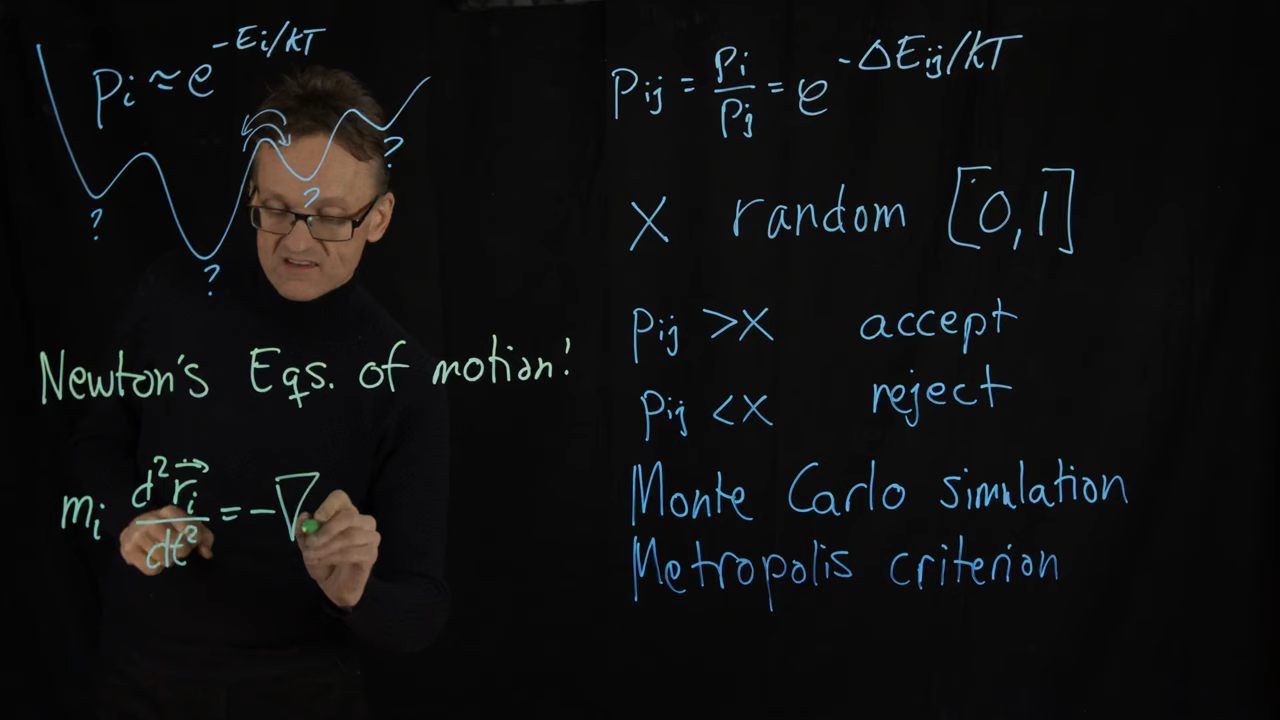 pi ≈ e^-Ei/kT
?
?
?
?
Newton's Eqs. of motion!
mi d²r⃗i/dt² = -∇
pij = pi/pj = e^-ΔEij/kT
X random [0,1]
pij >X accept
pij <X reject
Monte Carlo simulation
Metropolis criterion